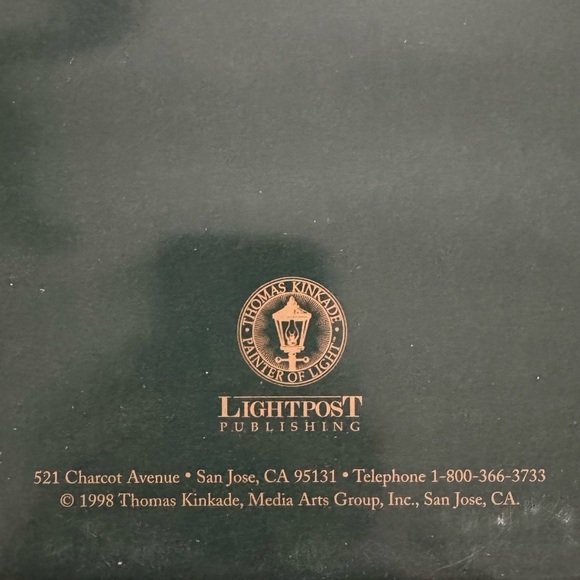 · THOMAS KINKADE ·
PAINTER OF LIGHT™
LIGHTPOST
PUBLISHING
521 Charcot Avenue • San Jose, CA 95131 • Telephone 1-800-366-3733
© 1998 Thomas Kinkade, Media Arts Group, Inc., San Jose, CA.